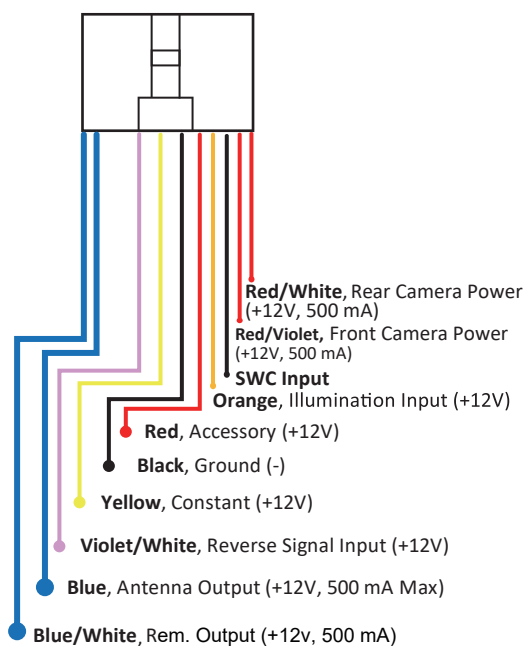 Red/White, Rear Camera Power
(+12V, 500 mA)
Red/Violet, Front Camera Power
(+12V, 500 mA)
SWC Input
Orange, Illumination Input (+12V)
Red, Accessory (+12V)
Black, Ground (-)
Yellow, Constant (+12V)
Violet/White, Reverse Signal Input (+12V)
Blue, Antenna Output (+12V, 500 mA Max)
Blue/White, Rem. Output (+12v, 500 mA)